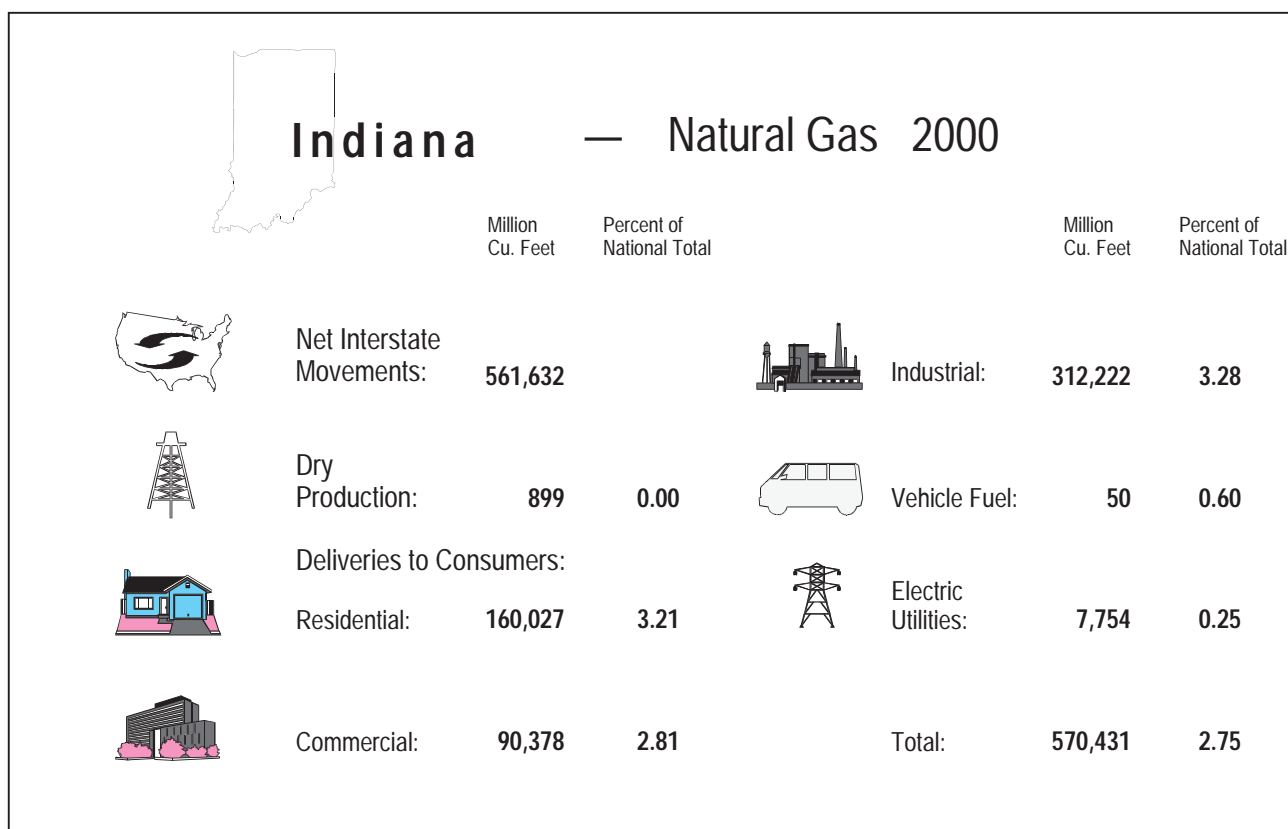 Indiana — Natural Gas 2000
Million Cu. Feet Percent of National Total Million Cu. Feet Percent of National Total
Net Interstate
Movements: 561,632
Industrial: 312,222 3.28
Dry
Production: 899 0.00
Vehicle Fuel: 50 0.60
Deliveries to Consumers:
Residential: 160,027 3.21
Electric
Utilities: 7,754 0.25
Commercial: 90,378 2.81
Total: 570,431 2.75